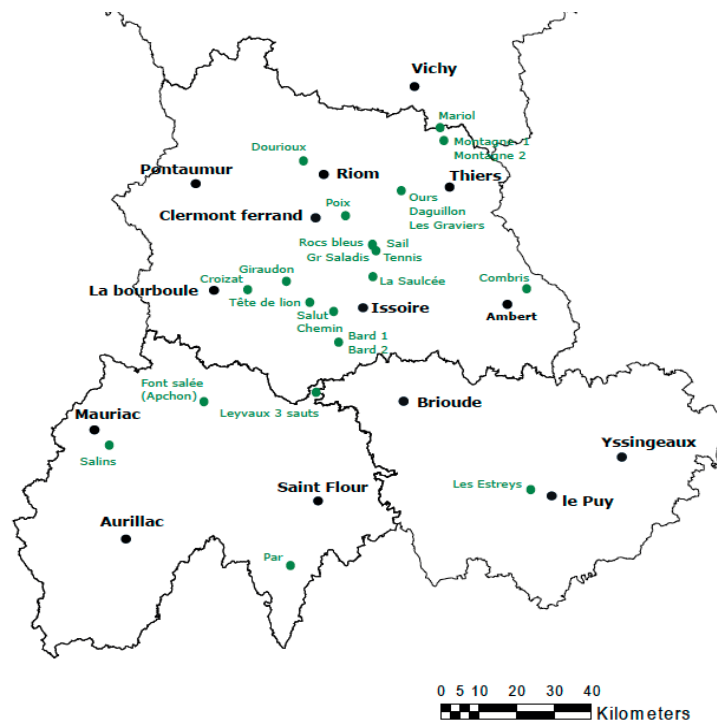 Vichy
Mariol
Montagne 1
Montagne 2
Dourioux
Pontaumur
Riom
Thiers
Ours
Daguillon
Les Graviers
Poix
Clermont ferrand
Rocs bleus
Sail
Gr Saladis
Tennis
Giraudon
La Saulcée
Croizat
Combris
La bourboule
Tête de lion
Issoire
Ambert
Salut
Chemin
Bard 1
Bard 2
Font salée
(Apchon)
Leyvaux 3 sauts
Brioude
Mauriac
Salins
Yssingeaux
Saint Flour
Les Estreys
le Puy
Aurillac
Par
0 5 10 20 30 40
Kilometers